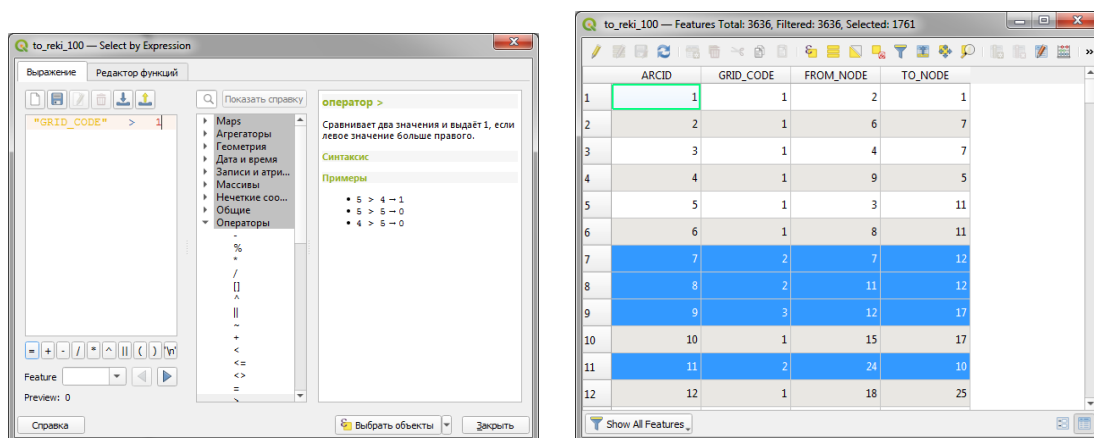 to_reki_100 — Select by Expression
Выражение Редактор функций
Показать справку
"GRID_CODE" > 1
Maps
Агрегаторы
Геометрия
Дата и время
Записи и атри...
Массивы
Нечеткие соо...
Общие
Операторы
-
%
*
/
[]
^
||
~
+
<
<=
<>
=
>
оператор >
Сравнивает два значения и выдаёт 1, если
левое значение больше правого.
Синтаксис
Примеры
• 5 > 4 → 1
• 5 > 5 → 0
• 4 > 5 → 0
= + - / * ^ || ( ) '\n'
Feature
Preview: 0
Справка Выбрать объекты Закрыть
to_reki_100 — Features Total: 3636, Filtered: 3636, Selected: 1761
ARCID GRID_CODE FROM_NODE TO_NODE
1 1 1 2 1
2 2 1 6 7
3 3 1 4 7
4 4 1 9 5
5 5 1 3 11
6 6 1 8 11
7 7 2 7 12
8 8 2 11 12
9 9 3 12 17
10 10 1 15 17
11 11 2 24 10
12 12 1 18 25
Show All Features